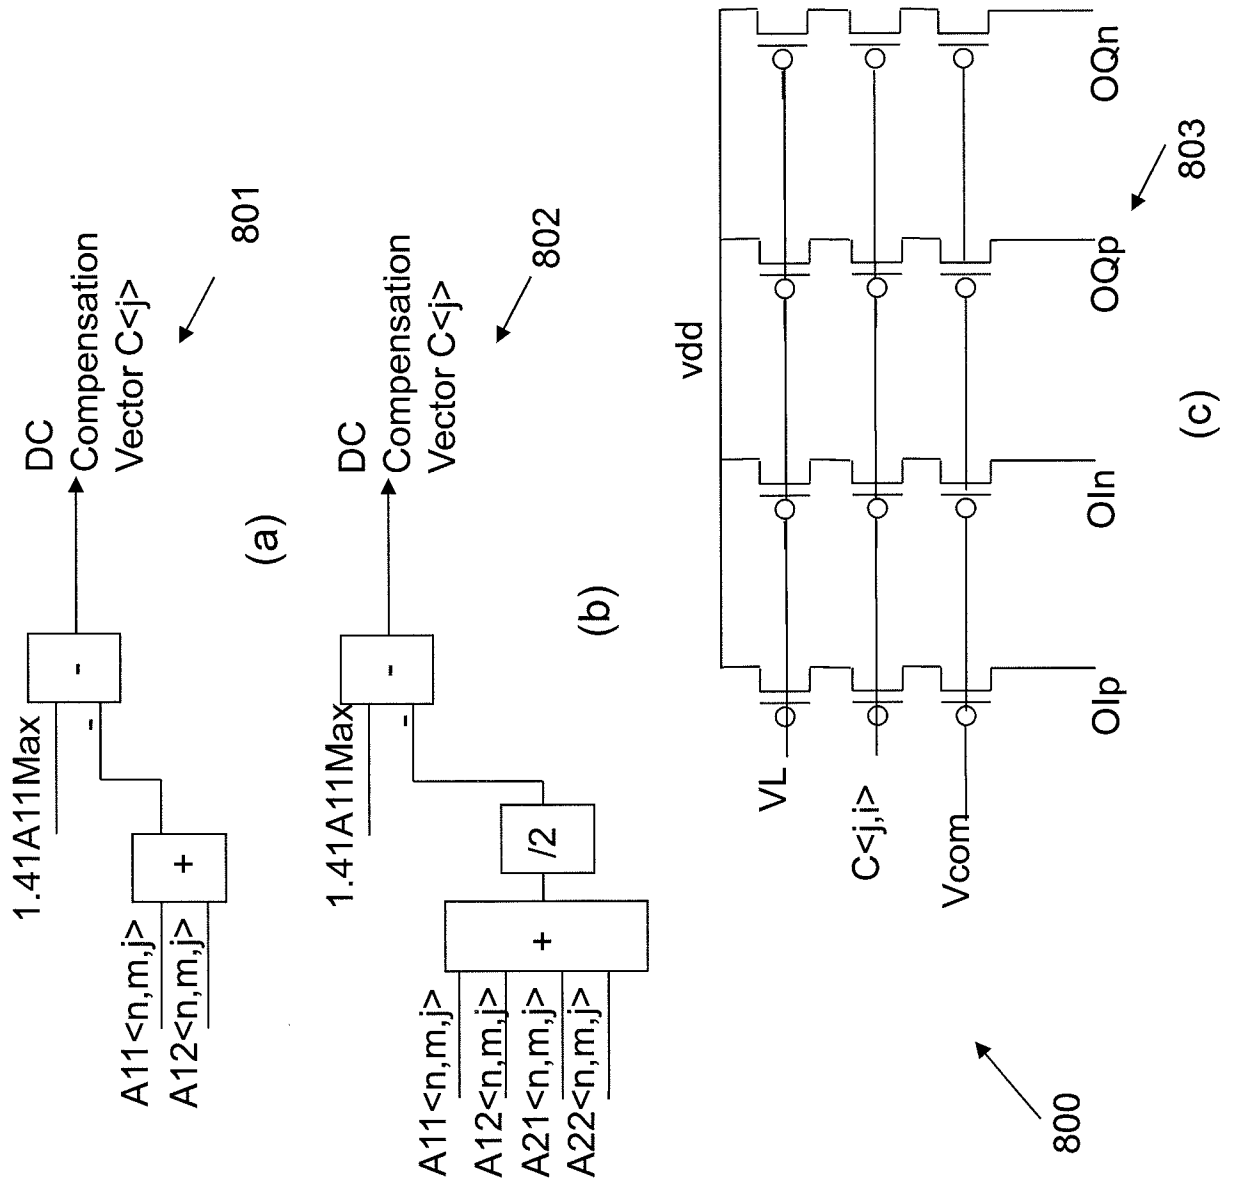 1.41A11Max
-
-
DC
Compensation
Vector C<j>
A11<n,m,j>
A12<n,m,j>
+
801
(a)
1.41A11Max
-
-
DC
Compensation
Vector C<j>
A11<n,m,j>
A12<n,m,j>
A21<n,m,j>
A22<n,m,j>
+
/2
802
(b)
vdd
VL
C<j,i>
Vcom
OIp
OIn
OQp
OQn
803
(c)
800